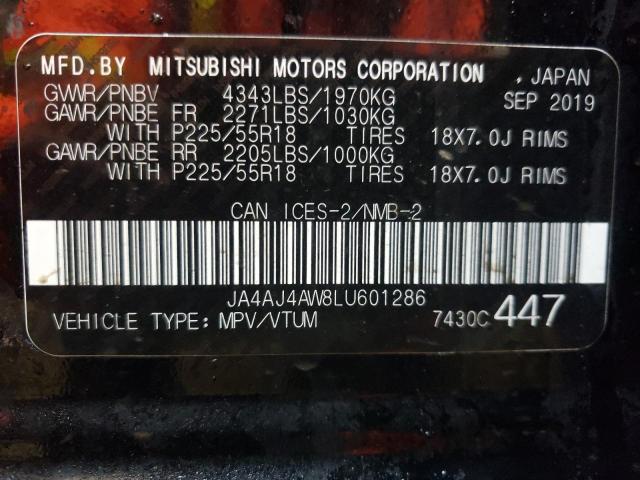 MFD.BY MITSUBISHI MOTORS CORPORATION , JAPAN
GVWR/PNBV 4343LBS/1970KG SEP 2019
GAWR/PNBE FR 2271LBS/1030KG
WITH P225/55R18 TIRES 18X7.0J RIMS
GAWR/PNBE RR 2205LBS/1000KG
WITH P225/55R18 TIRES 18X7.0J RIMS
CAN ICES-2/NMB-2
JA4AJ4AW8LU601286
VEHICLE TYPE: MPV/VTUM 7430C 447